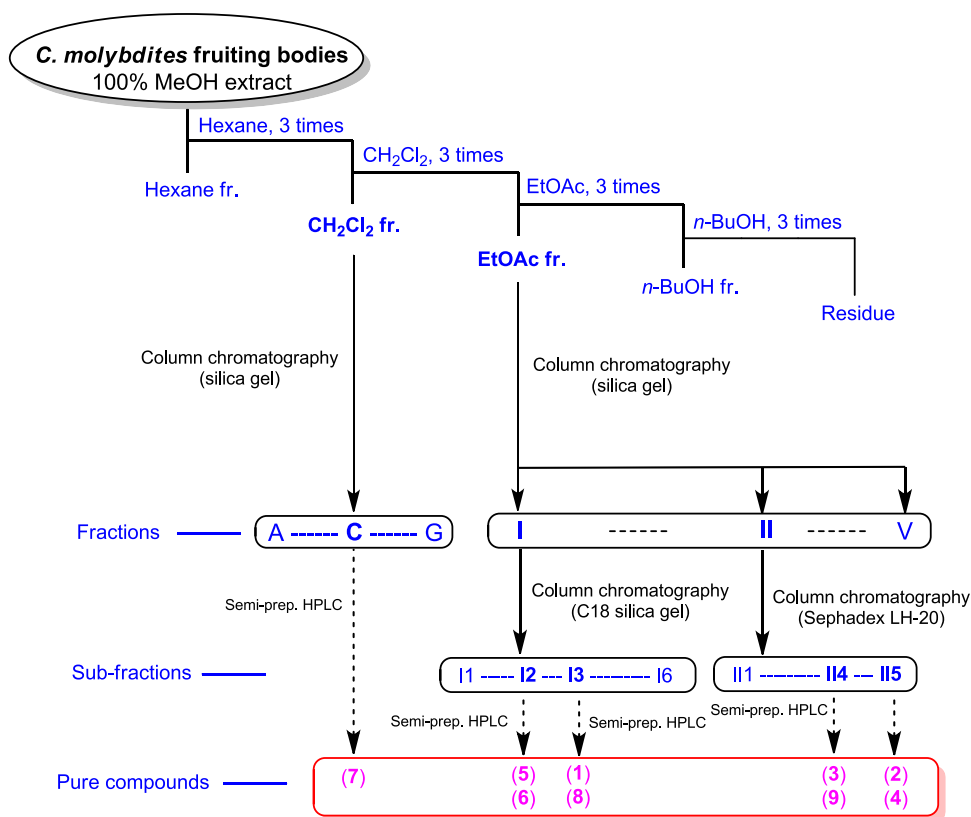 C. molybdites fruiting bodies
100% MeOH extract
Hexane, 3 times
CH2Cl2, 3 times
Hexane fr.
EtOAc, 3 times
CH2Cl2 fr.
n-BuOH, 3 times
EtOAc fr.
n-BuOH fr.
Residue
Column chromatography
(silica gel)
Column chromatography
(silica gel)
Fractions
A ------ C ------ G
I ------ II ------ V
Semi-prep. HPLC
Column chromatography
(C18 silica gel)
Column chromatography
(Sephadex LH-20)
Sub-fractions
I1 ----- I2 --- I3 --------- I6
II1 --------- II4 --- II5
Semi-prep. HPLC
Semi-prep. HPLC
Semi-prep. HPLC
Pure compounds
(7) (5) (1) (3) (2)
(6) (8) (9) (4)